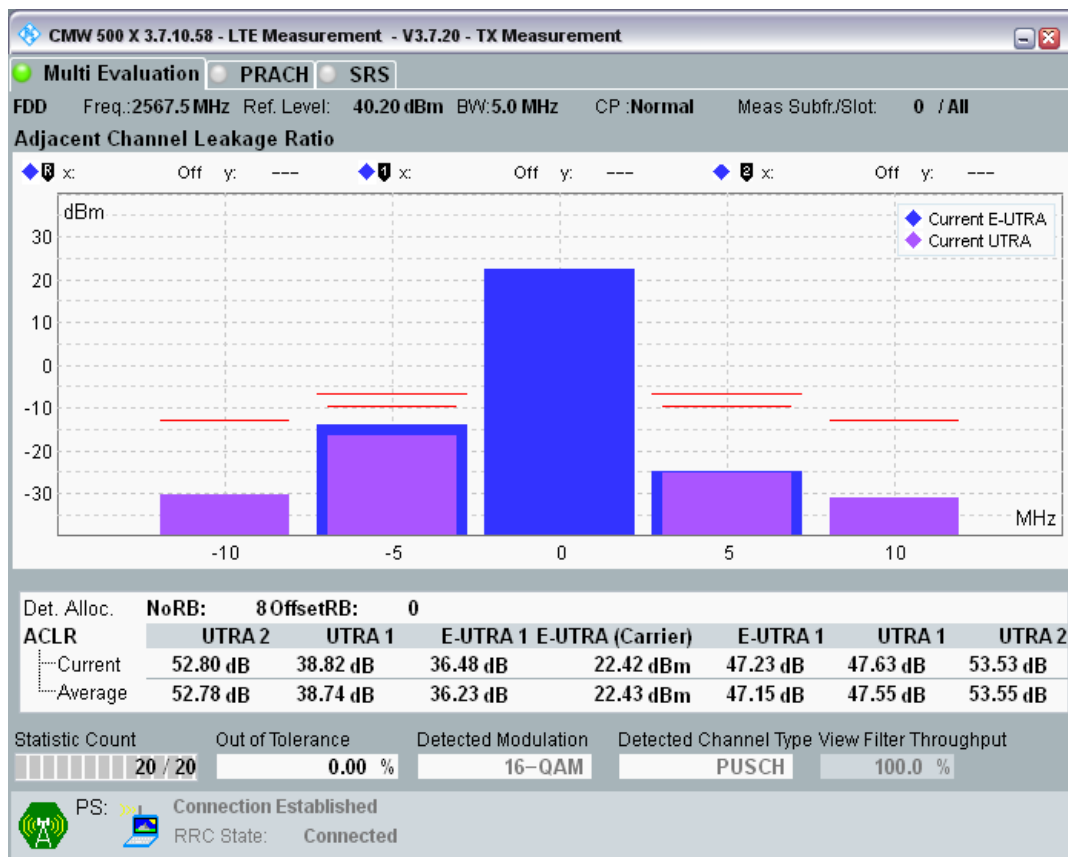 CMW 500 X 3.7.10.58 - LTE Measurement - V3.7.20 - TX Measurement
Multi Evaluation PRACH SRS
FDD Freq.:2567.5 MHz Ref. Level: 40.20 dBm BW:5.0 MHz CP :Normal Meas Subfr./Slot: 0 / All
Adjacent Channel Leakage Ratio
R x: Off y: --- 1 x: Off y: --- 2 x: Off y: ---
dBm
Current E-UTRA
Current UTRA
30
20
10
0
-10
-20
-30
MHz
-10 -5 0 5 10
Det. Alloc. NoRB: 8 OffsetRB: 0
ACLR UTRA 2 UTRA 1 E-UTRA 1 E-UTRA (Carrier) E-UTRA 1 UTRA 1 UTRA 2
Current 52.80 dB 38.82 dB 36.48 dB 22.42 dBm 47.23 dB 47.63 dB 53.53 dB
Average 52.78 dB 38.74 dB 36.23 dB 22.43 dBm 47.15 dB 47.55 dB 53.55 dB
Statistic Count Out of Tolerance Detected Modulation Detected Channel Type View Filter Throughput
20 / 20 0.00 % 16-QAM PUSCH 100.0 %
PS: Connection Established
RRC State: Connected